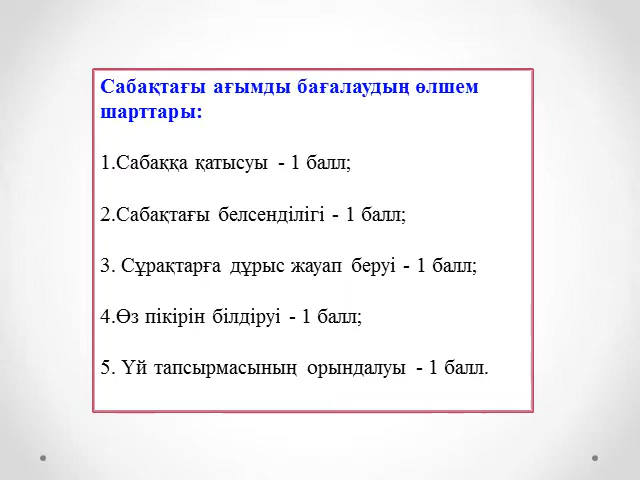 Сабақтағы ағымды бағалаудың өлшем
шарттары:
1.Сабаққа қатысуы - 1 балл;
2.Сабақтағы белсенділігі - 1 балл;
3. Сұрақтарға дұрыс жауап беруі - 1 балл;
4.Өз пікірін білдіруі - 1 балл;
5. Үй тапсырмасының орындалуы - 1 балл.